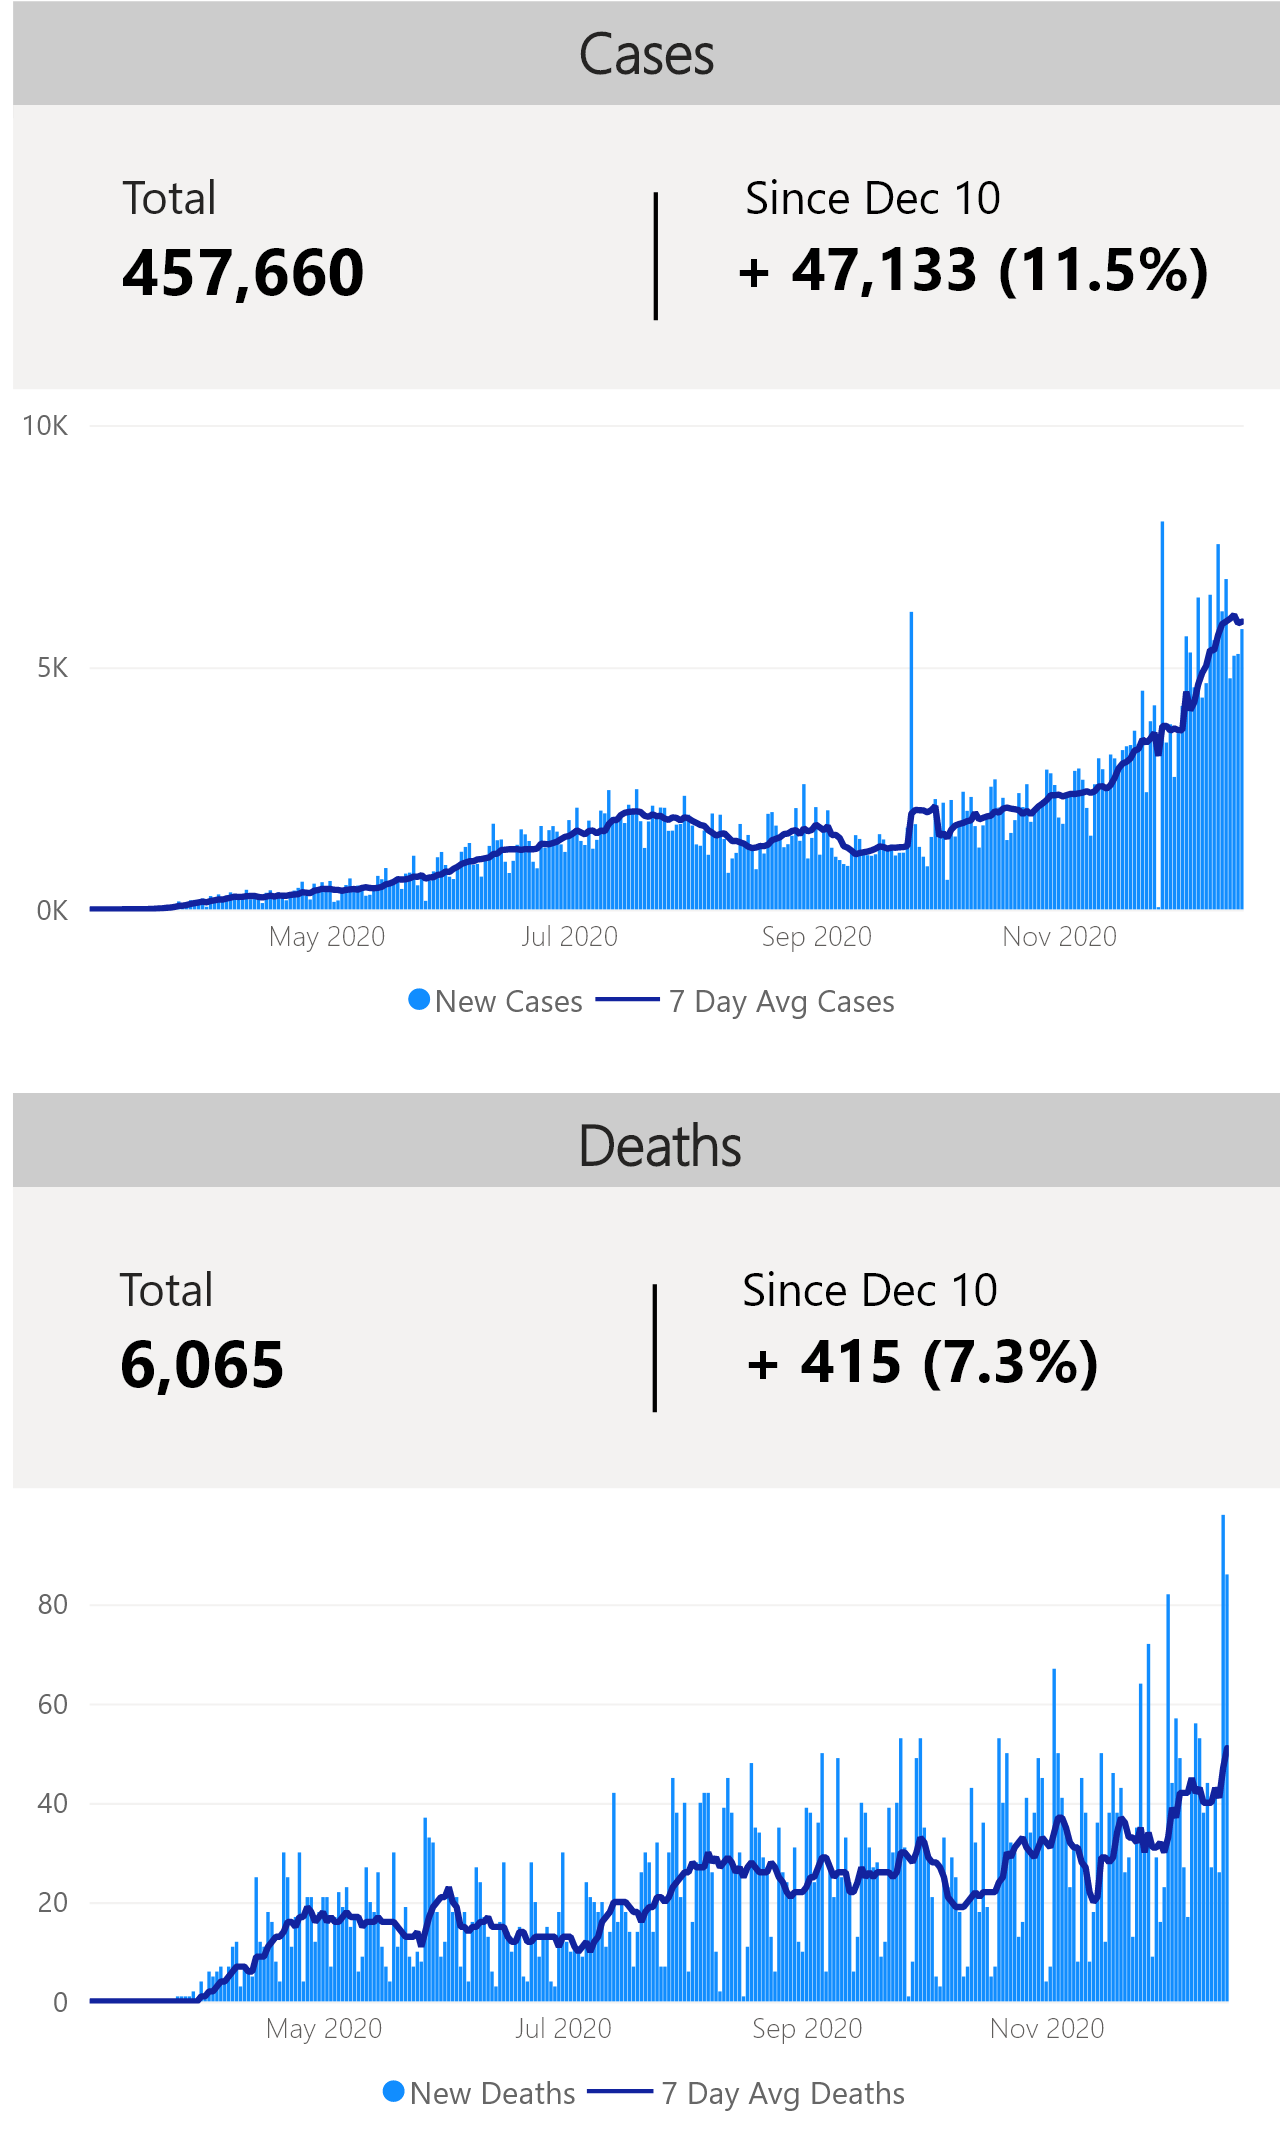 Cases
Total
457,660
Since Dec 10
+ 47,133 (11.5%)
10K
5K
0K
May 2020 Jul 2020 Sep 2020 Nov 2020
New Cases 7 Day Avg Cases
Deaths
Total
6,065
Since Dec 10
+ 415 (7.3%)
80
60
40
20
0
May 2020 Jul 2020 Sep 2020 Nov 2020
New Deaths 7 Day Avg Deaths